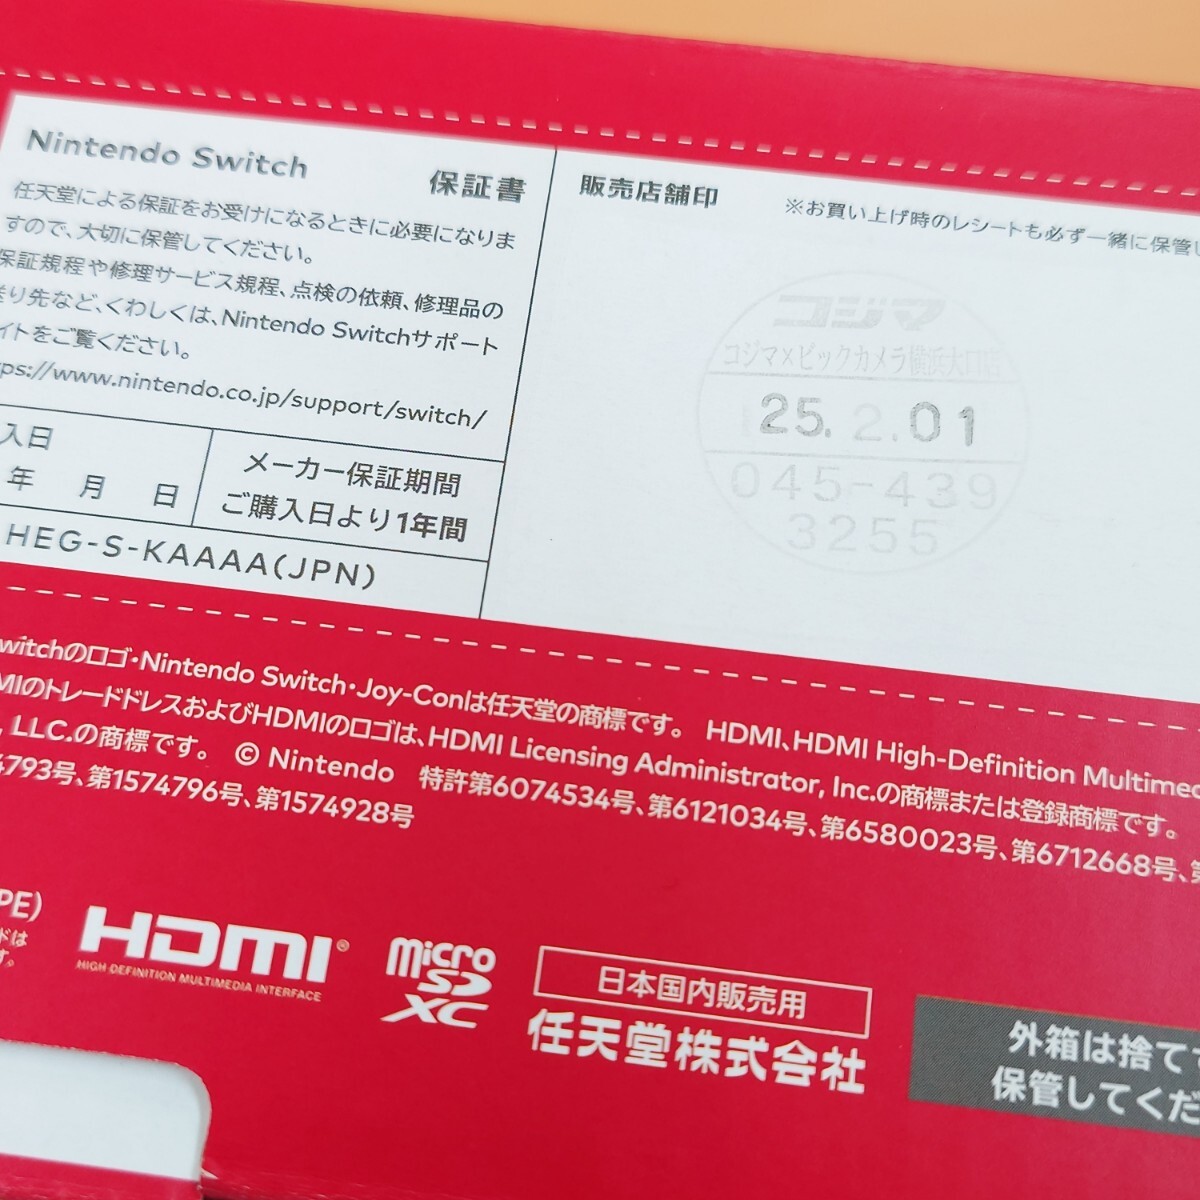 Nintendo Switch
保証書
任天堂による保証をお受けになるときに必要になりま
すので、大切に保管してください。
保証規程や修理サービス規程、点検の依頼、修理品の
送り先など、くわしくは、Nintendo Switchサポート
イトをご覧ください。
ps://www.nintendo.co.jp/support/switch/
入日
年 月 日
メーカー保証期間
ご購入日より1年間
HEG-S-KAAAA(JPN)
販売店舗印
※お買い上げ時のレシートも必ず一緒に保管し
コジマ
コジマ×ビックカメラ横浜大口店
25.2.01
045-439
3255
witchのロゴ・Nintendo Switch・Joy-Conは任天堂の商標です。 HDMI、HDMI High-Definition Multimed
MIのトレードドレスおよびHDMIのロゴは、HDMI Licensing Administrator, Inc.の商標または登録商標です。
, LLC.の商標です。 © Nintendo 特許第6074534号、第6121034号、第6580023号、第6712668号、第
4793号、第1574796号、第1574928号
PE)
ドは
す。
HDMI®
HIGH-DEFINITION MULTIMEDIA INTERFACE
micro
SD
XC
日本国内販売用
任天堂株式会社
外箱は捨てず
保管してくだ